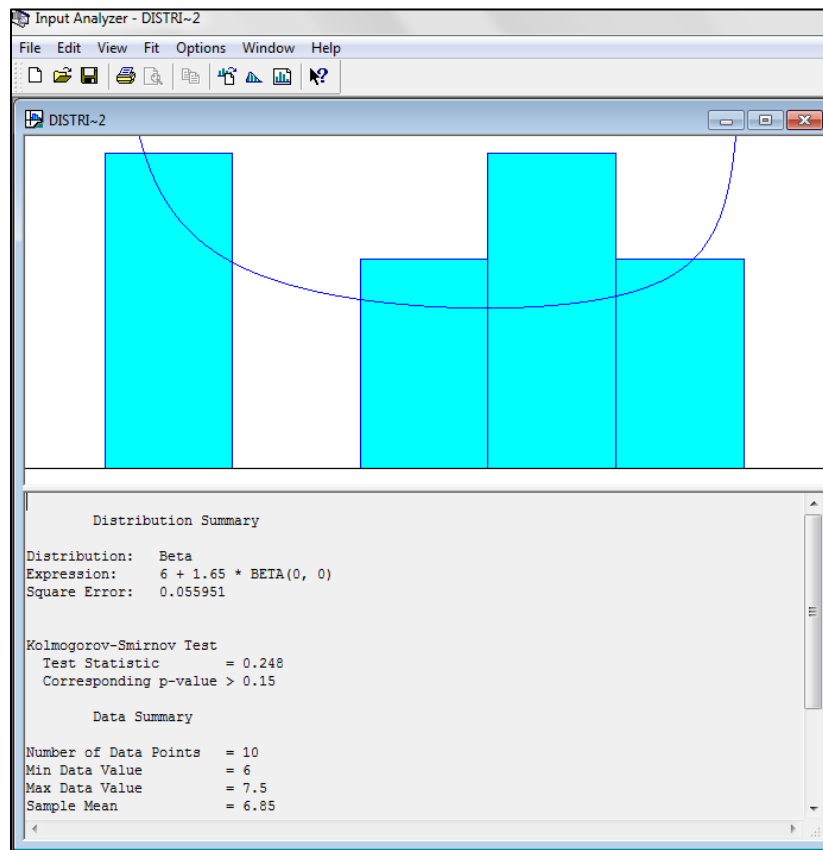 Input Analyzer - DISTRI~2
File Edit View Fit Options Window Help
DISTRI~2
Distribution Summary
Distribution: Beta
Expression: 6 + 1.65 * BETA(0, 0)
Square Error: 0.055951
Kolmogorov-Smirnov Test
Test Statistic = 0.248
Corresponding p-value > 0.15
Data Summary
Number of Data Points = 10
Min Data Value = 6
Max Data Value = 7.5
Sample Mean = 6.85